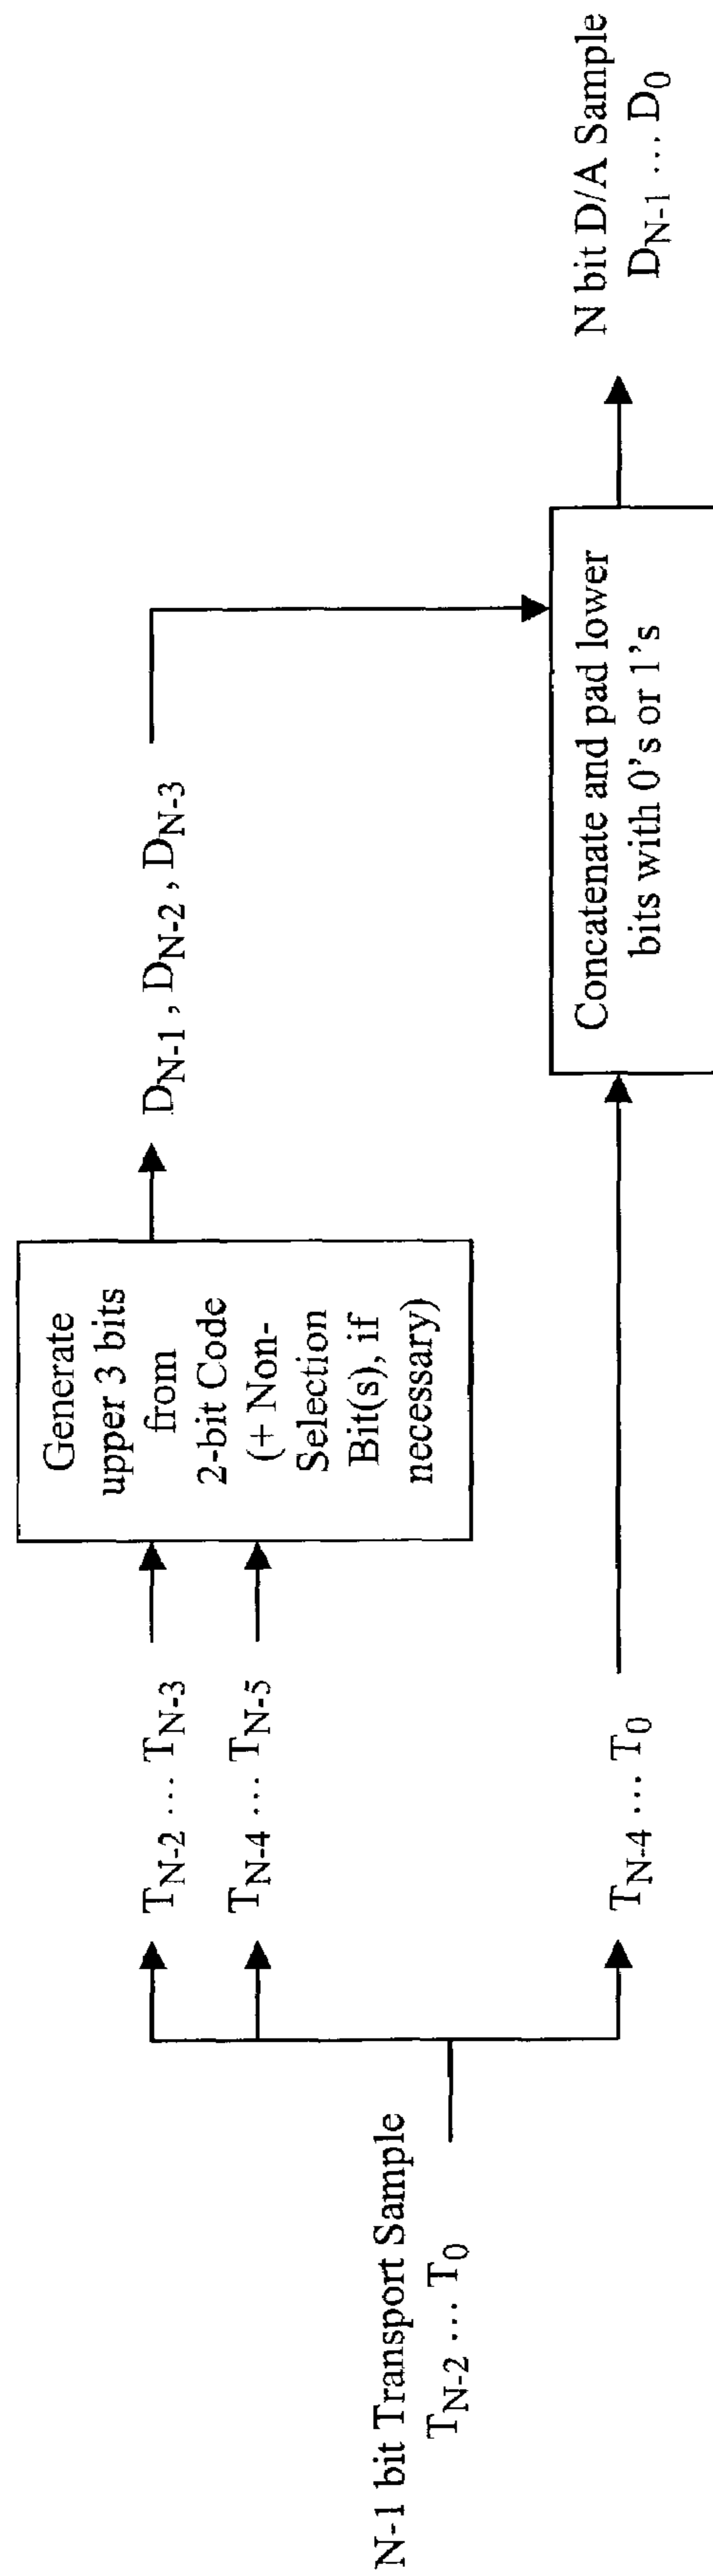 N-1 bit Transport Sample
T_{N-2} ... T_0
T_{N-2} ... T_{N-3}
T_{N-4} ... T_{N-5}
T_{N-4} ... T_0
Generate
upper 3 bits
from
2-bit Code
(+ Non-
Selection
Bit(s), if
necessary)
D_{N-1} , D_{N-2} , D_{N-3}
Concatenate and pad lower
bits with 0's or 1's
N bit D/A Sample
D_{N-1} ... D_0